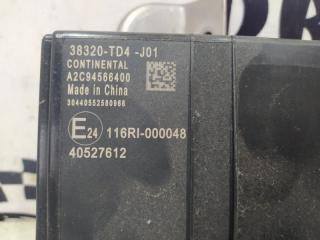 38320-TD4 -J01
CONTINENTAL
A2C94566400
Made in China
30440552580966
E24 116RI-000048
40527612